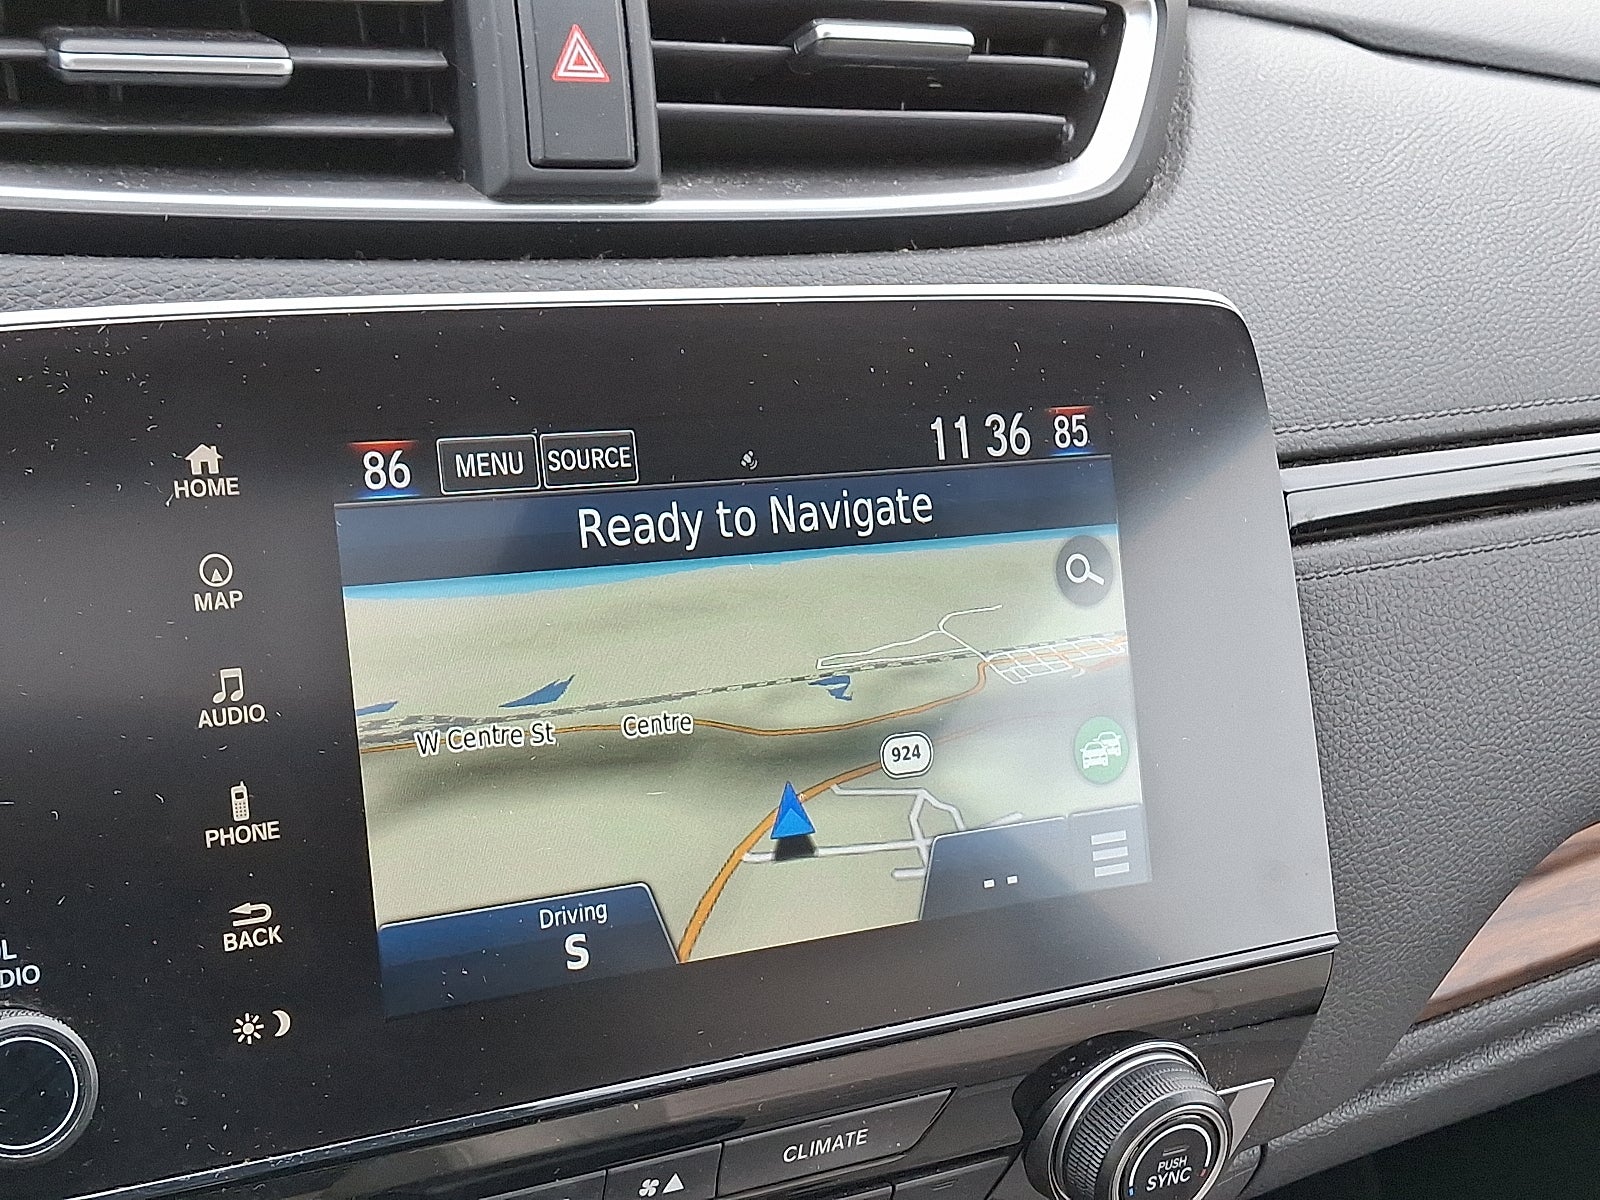 86 MENU SOURCE 11 36 85
Ready to Navigate
HOME
MAP
AUDIO
PHONE
BACK
W Centre St
Centre
924
Driving
S
--
DIO
CLIMATE
PUSH
SYNC